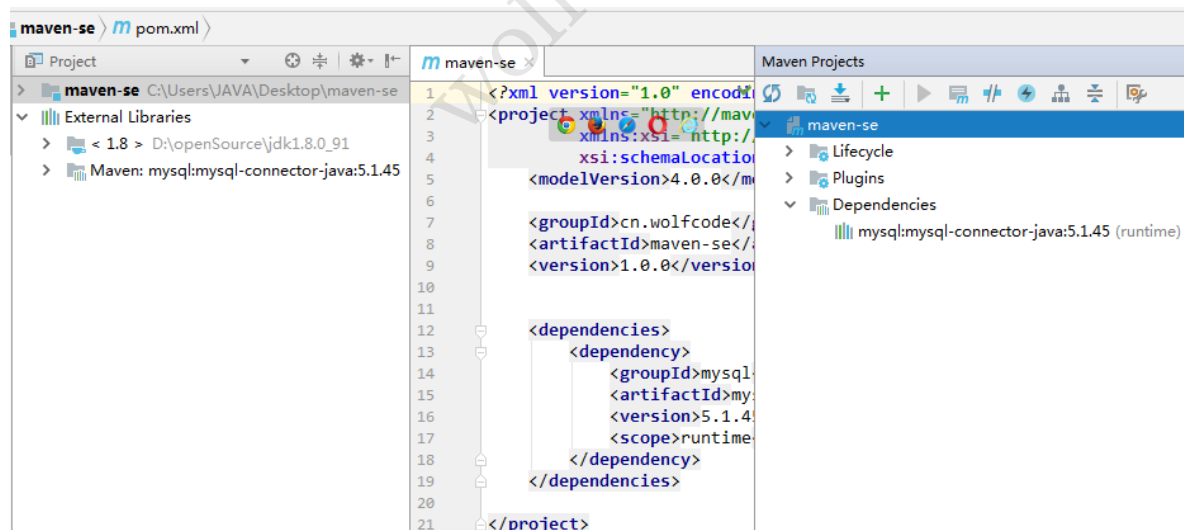 maven-se pom.xml
Project
maven-se C:\Users\JAVA\Desktop\maven-se
External Libraries
< 1.8 > D:\openSource\jdk1.8.0_91
Maven: mysql:mysql-connector-java:5.1.45
maven-se
1 <?xml version="1.0" encodi
2 <project xmlns="http://mav
3 xmlns:xsi="http:/
4 xsi:schemaLocatio
5 <modelVersion>4.0.0</m
6
7 <groupId>cn.wolfcode</
8 <artifactId>maven-se</
9 <version>1.0.0</versio
10
11
12 <dependencies>
13 <dependency>
14 <groupId>mysql
15 <artifactId>my
16 <version>5.1.4
17 <scope>runtime
18 </dependency>
19 </dependencies>
20
21 </project>
Maven Projects
maven-se
Lifecycle
Plugins
Dependencies
mysql:mysql-connector-java:5.1.45 (runtime)
wolf